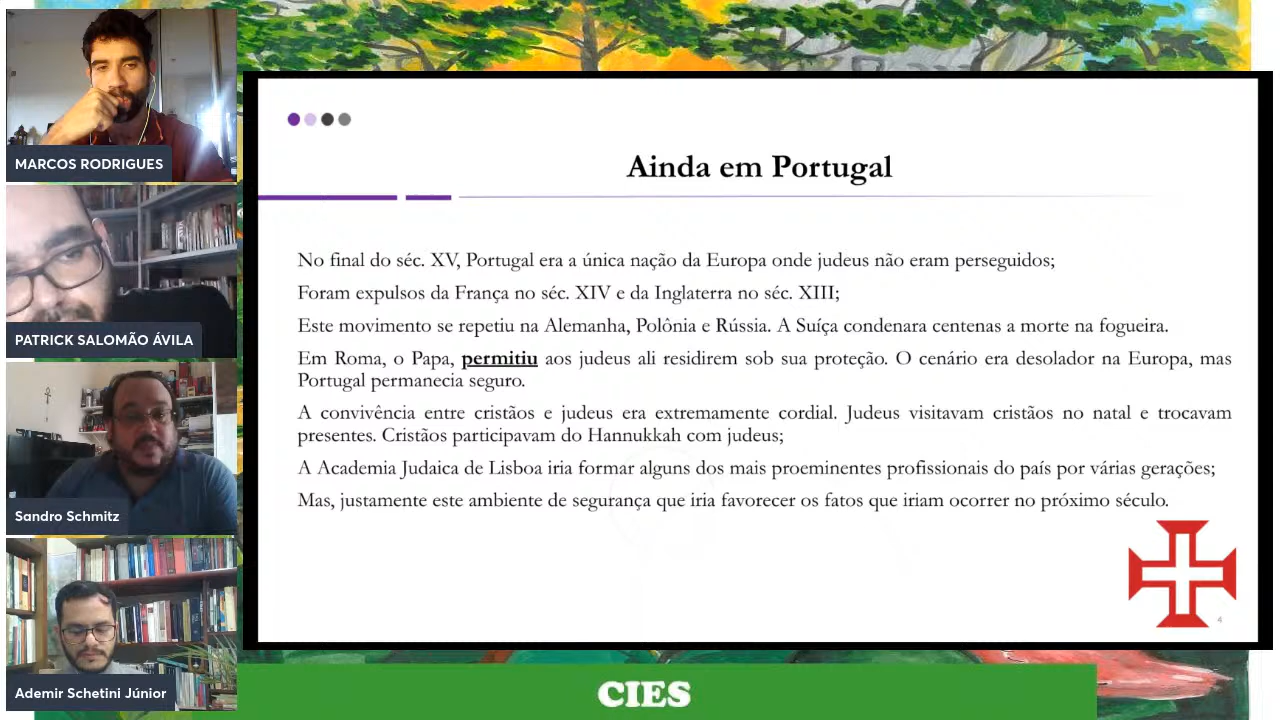 MARCOS RODRIGUES
PATRICK SALOMÃO ÁVILA
Sandro Schmitz
Ademir Schetini Júnior
Ainda em Portugal
No final do séc. XV, Portugal era a única nação da Europa onde judeus não eram perseguidos;
Foram expulsos da França no séc. XIV e da Inglaterra no séc. XIII;
Este movimento se repetiu na Alemanha, Polônia e Rússia. A Suíça condenara centenas a morte na fogueira.
Em Roma, o Papa, permitiu aos judeus ali residirem sob sua proteção. O cenário era desolador na Europa, mas
Portugal permanecia seguro.
A convivência entre cristãos e judeus era extremamente cordial. Judeus visitavam cristãos no natal e trocavam
presentes. Cristãos participavam do Hannukkah com judeus;
A Academia Judaica de Lisboa iria formar alguns dos mais proeminentes profissionais do país por várias gerações;
Mas, justamente este ambiente de segurança que iria favorecer os fatos que iriam ocorrer no próximo século.
4
CIES